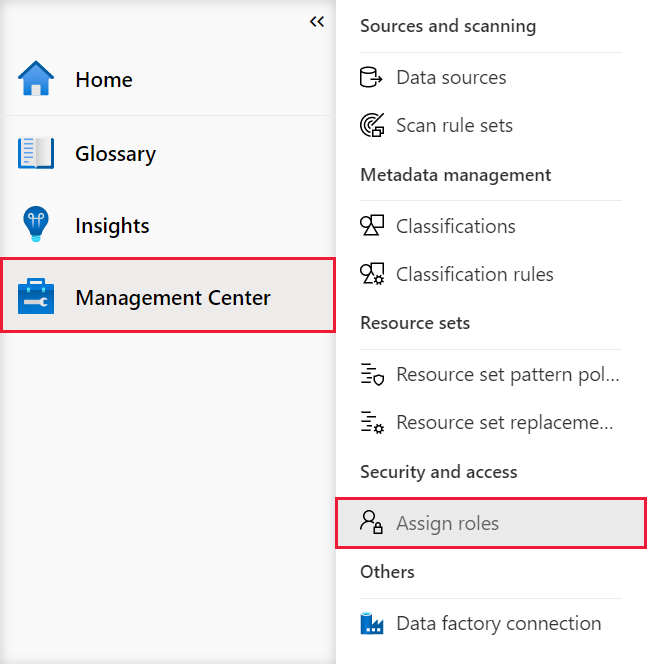 Home
Glossary
Insights
Management Center
Sources and scanning
Data sources
Scan rule sets
Metadata management
Classifications
Classification rules
Resource sets
Resource set pattern pol...
Resource set replaceme...
Security and access
Assign roles
Others
Data factory connection